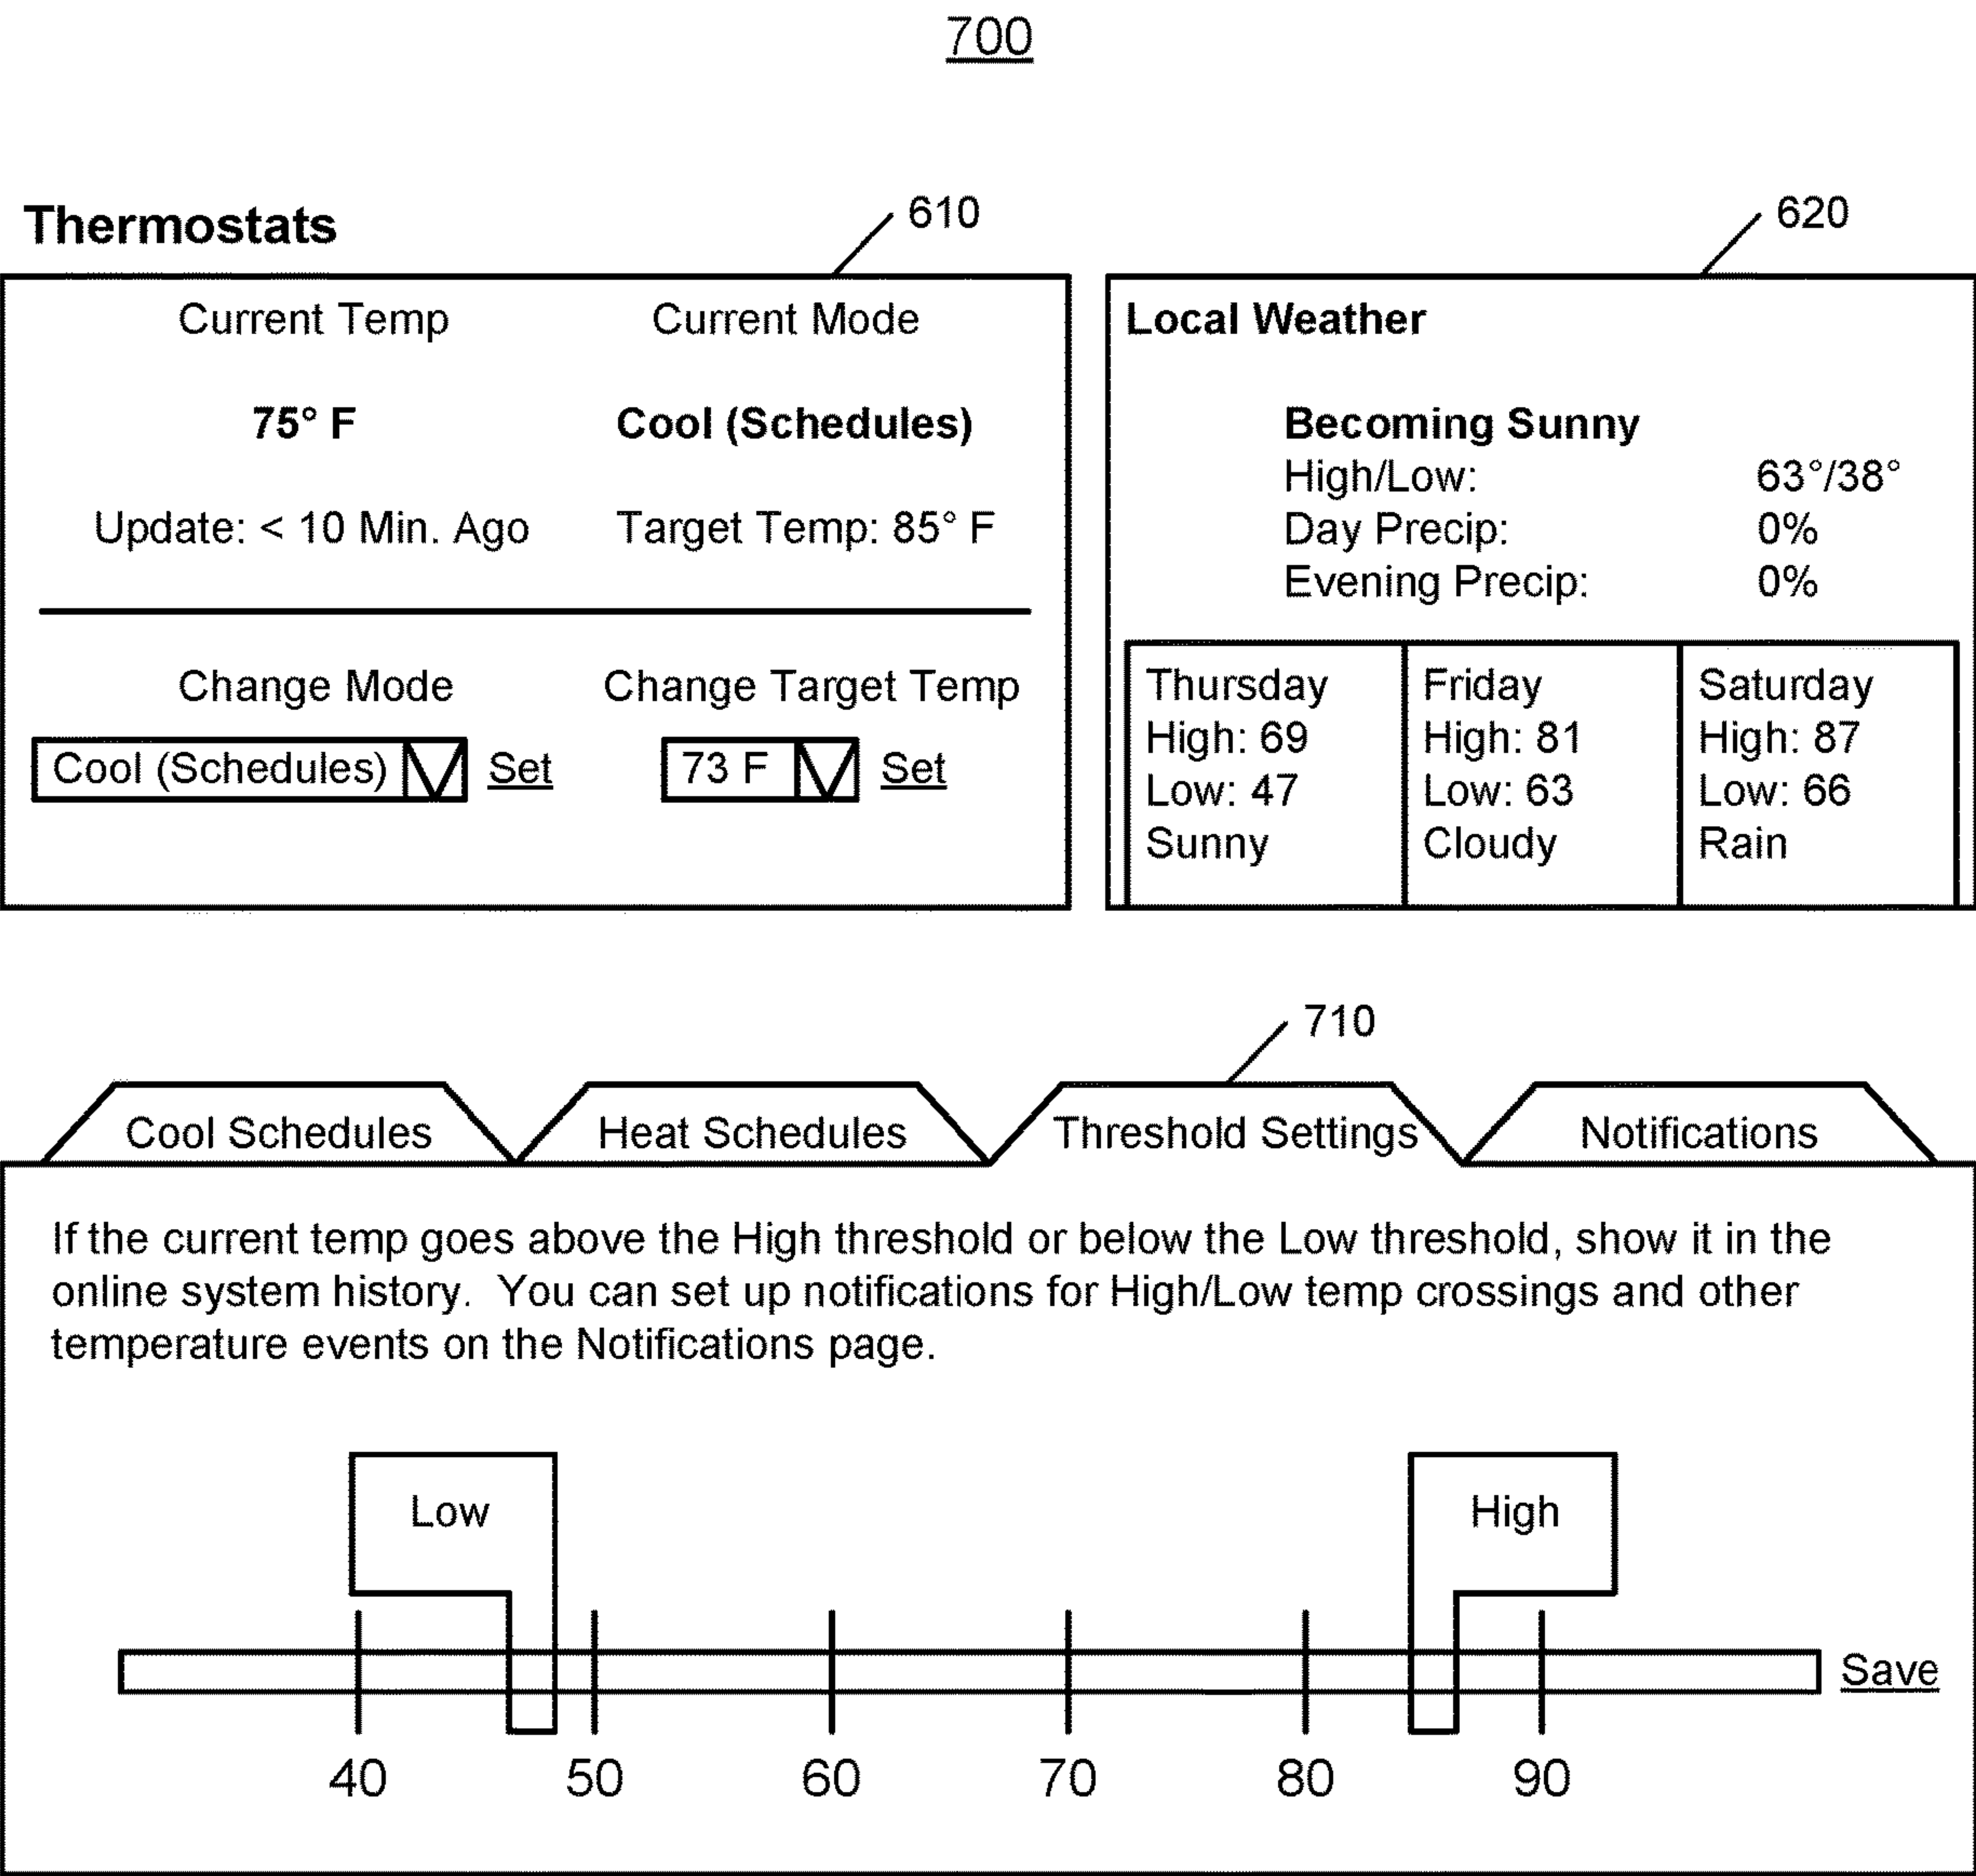 700
Thermostats
610
620
Current Temp
Current Mode
75° F
Cool (Schedules)
Update: < 10 Min. Ago
Target Temp: 85° F
Change Mode
Change Target Temp
Cool (Schedules)
Set
73 F
Set
Local Weather
Becoming Sunny
High/Low: 63°/38°
Day Precip: 0%
Evening Precip: 0%
Thursday
High: 69
Low: 47
Sunny
Friday
High: 81
Low: 63
Cloudy
Saturday
High: 87
Low: 66
Rain
710
Cool Schedules
Heat Schedules
Threshold Settings
Notifications
If the current temp goes above the High threshold or below the Low threshold, show it in the
online system history. You can set up notifications for High/Low temp crossings and other
temperature events on the Notifications page.
Low
High
Save
40 50 60 70 80 90